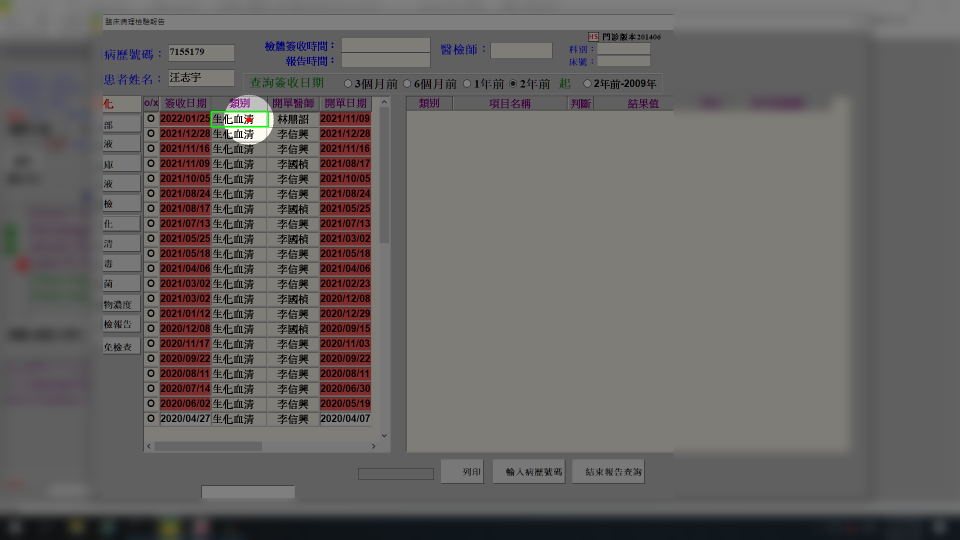 臨床病理檢驗報告
病歷號碼： 7155179 檢體簽收時間： 醫檢師： HS 門診版本201406
報告時間： 科別：
床號：
患者姓名： 汪志宇 查詢簽收日期 3個月前 6個月前 1年前 2年前 起 2年前-2009年
化 o/x 簽收日期 類別 開單醫師 開單日期 類別 項目名稱 判斷 結果值
O 2022/01/25 生化血清 林鵬韶 2021/11/09
部 O 2021/12/28 生化血清 李信興 2021/12/28
液 O 2021/11/16 生化血清 李信興 2021/11/16
庫 O 2021/11/09 生化血清 李國楨 2021/08/17
液 O 2021/10/05 生化血清 李信興 2021/10/05
O 2021/08/24 生化血清 李信興 2021/08/24
檢 O 2021/08/17 生化血清 李國楨 2021/05/25
化 O 2021/07/13 生化血清 李信興 2021/07/13
清 O 2021/05/25 生化血清 李國楨 2021/03/02
O 2021/05/18 生化血清 李信興 2021/05/18
毒 O 2021/04/06 生化血清 李信興 2021/04/06
菌 O 2021/03/02 生化血清 李信興 2021/02/23
物濃度 O 2021/03/02 生化血清 李國楨 2020/12/08
O 2021/01/12 生化血清 李信興 2020/12/29
檢報告 O 2020/12/08 生化血清 李國楨 2020/09/15
免檢查 O 2020/11/17 生化血清 李信興 2020/11/03
O 2020/09/22 生化血清 李信興 2020/09/22
O 2020/08/11 生化血清 李信興 2020/08/11
O 2020/07/14 生化血清 李信興 2020/06/30
O 2020/06/02 生化血清 李信興 2020/05/19
O 2020/04/27 生化血清 李信興 2020/04/07
列印 輸入病歷號碼 結束報告查詢